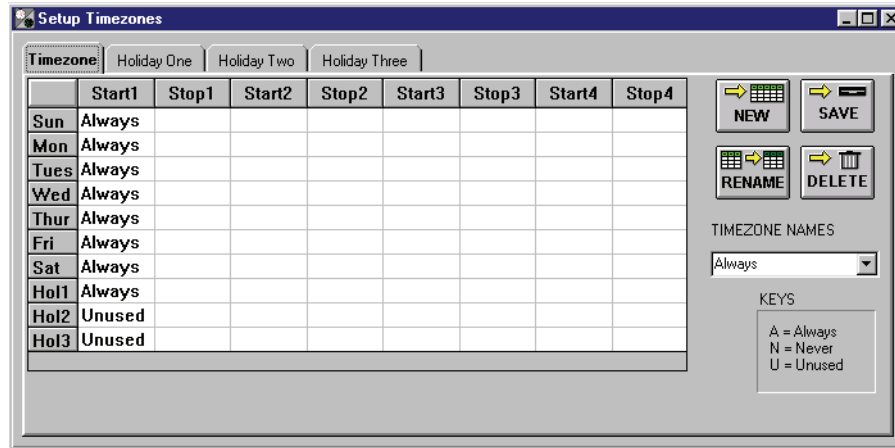 Setup Timezones
Timezone Holiday One Holiday Two Holiday Three
Start1 Stop1 Start2 Stop2 Start3 Stop3 Start4 Stop4
Sun Always
Mon Always
Tues Always
Wed Always
Thur Always
Fri Always
Sat Always
Hol1 Always
Hol2 Unused
Hol3 Unused
NEW SAVE
RENAME DELETE
TIMEZONE NAMES
Always
KEYS
A = Always
N = Never
U = Unused